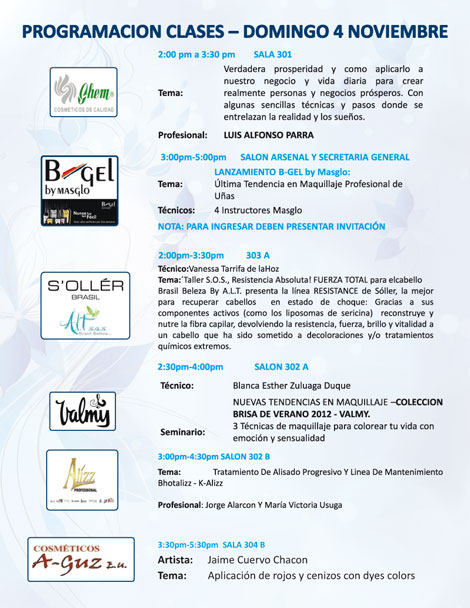 PROGRAMACION CLASES – DOMINGO 4 NOVIEMBRE
2:00 pm a 3:30 pm SALA 301
Ghem
COSMÉTICOS DE CALIDAD
Tema:
Verdadera prosperidad y como aplicarlo a
nuestro negocio y vida diaria para crear
realmente personas y negocios prósperos. Con
algunas sencillas técnicas y pasos donde se
entrelazan la realidad y los sueños.
Profesional: LUIS ALFONSO PARRA
3:00pm-5:00pm SALON ARSENAL Y SECRETARIA GENERAL
B-GEL
by MASGLO
LANZAMIENTO B-GEL by Masglo:
Tema: Última Tendencia en Maquillaje Profesional de
Uñas
Técnicos: 4 Instructores Masglo
NOTA: PARA INGRESAR DEBEN PRESENTAR INVITACIÓN
2:00pm-3:30pm 303 A
S'OLLÉR
BRASIL
Alt s.a.s
Técnico:Vanessa Tarrifa de laHoz
Tema:¨Taller S.O.S., Resistencia Absoluta! FUERZA TOTAL para elcabello
Brasil Beleza By A.L.T. presenta la línea RESISTANCE de Sóller, la mejor
para recuperar cabellos en estado de choque: Gracias a sus
componentes activos (como los liposomas de sericina) reconstruye y
nutre la fibra capilar, devolviendo la resistencia, fuerza, brillo y vitalidad a
un cabello que ha sido sometido a decoloraciones y/o tratamientos
químicos extremos.
2:30pm-4:00pm SALON 302 A
Valmy
Técnico: Blanca Esther Zuluaga Duque
NUEVAS TENDENCIAS EN MAQUILLAJE –COLECCION
BRISA DE VERANO 2012 - VALMY.
Seminario:
3 Técnicas de maquillaje para colorear tu vida con
emoción y sensualidad
3:00pm-4:30pm SALON 302 B
Alizz
PROFESSIONAL
Tema: Tratamiento De Alisado Progresivo Y Linea De Mantenimiento
Bhotalizz - K-Alizz
Profesional: Jorge Alarcon Y María Victoria Usuga
3:30pm-5:30pm SALA 304 B
COSMÉTICOS
A-GUZ E.U.
Artista: Jaime Cuervo Chacon
Tema: Aplicación de rojos y cenizos con dyes colors